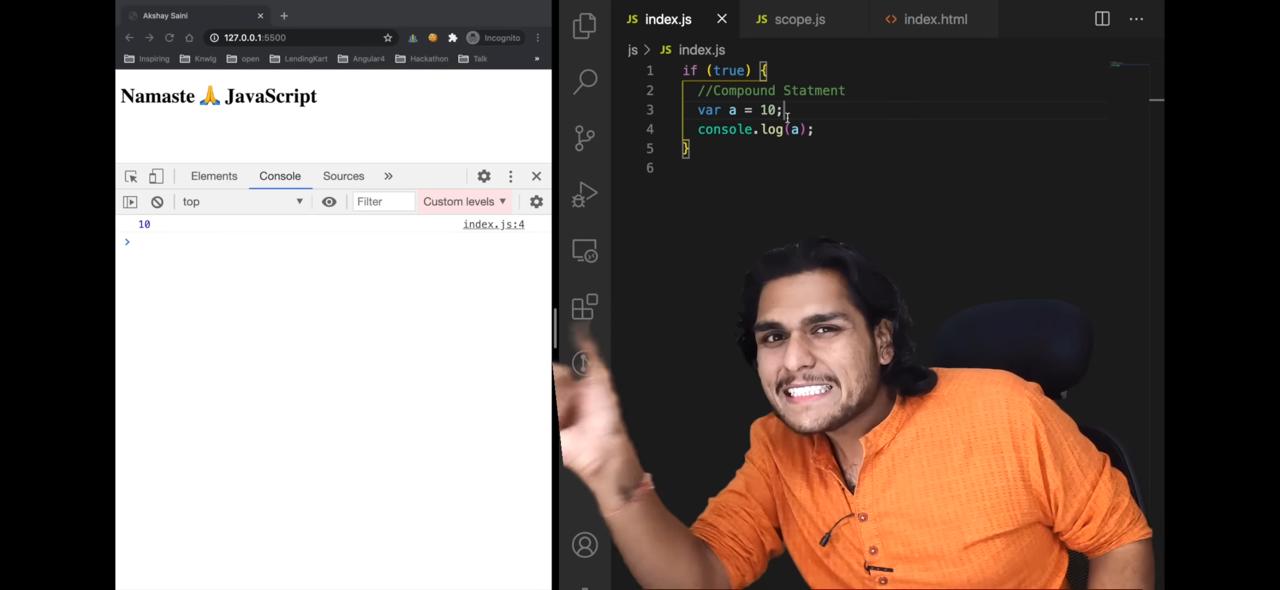 Akshay Saini
127.0.0.1:5500
Incognito
Inspiring Knwlg open LendingKart Angular4 Hackathon Talk »
Namaste 🙏 JavaScript
Elements Console Sources »
top Filter Custom levels
10 index.js:4
>
JS index.js scope.js index.html
js > JS index.js
1 if (true) {
2 //Compound Statment
3 var a = 10;
4 console.log(a);
5 }
6